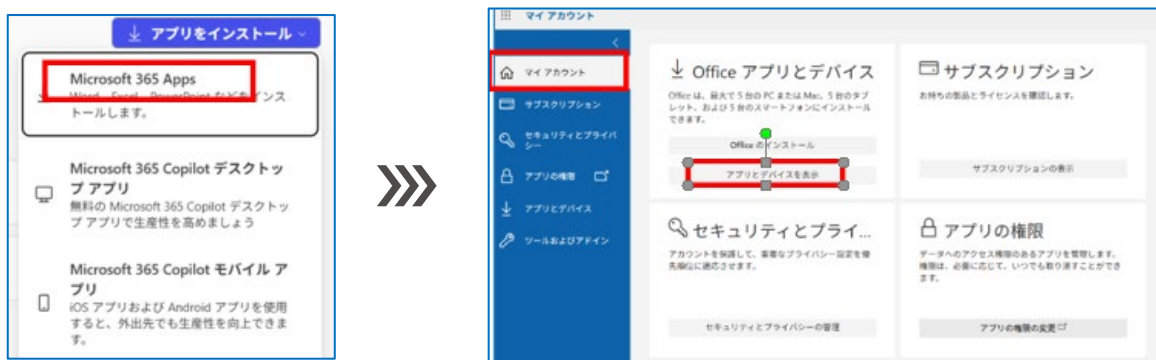 アプリをインストール
Microsoft 365 Apps
Word、Excel、PowerPoint などをインス
トールします。
Microsoft 365 Copilot デスクトッ
プ アプリ
無料の Microsoft 365 Copilot デスクトッ
プ アプリで生産性を高めましょう
Microsoft 365 Copilot モバイル ア
プリ
iOS アプリおよび Android アプリを使用
すると、外出先でも生産性を向上できま
す。
マイ アカウント
マイ アカウント
サブスクリプション
セキュリティとプライバ
シー
アプリの権限
アプリとデバイス
ツールおよびアドイン
Office アプリとデバイス
Office は、最大で 5 台の PC または Mac、5 台のタブ
レット、および 5 台のスマートフォンにインストール
できます。
Office のインストール
アプリとデバイスを表示
サブスクリプション
お持ちの製品とライセンスを確認します。
サブスクリプションの表示
セキュリティとプライ...
アカウントを保護して、重要なプライバシー設定を優
先順位に適応させます。
セキュリティとプライバシーの管理
アプリの権限
データへのアクセス権限のあるアプリを管理します。
権限は、必要に応じて、いつでも取り消すことができ
ます。
アプリの権限の変更